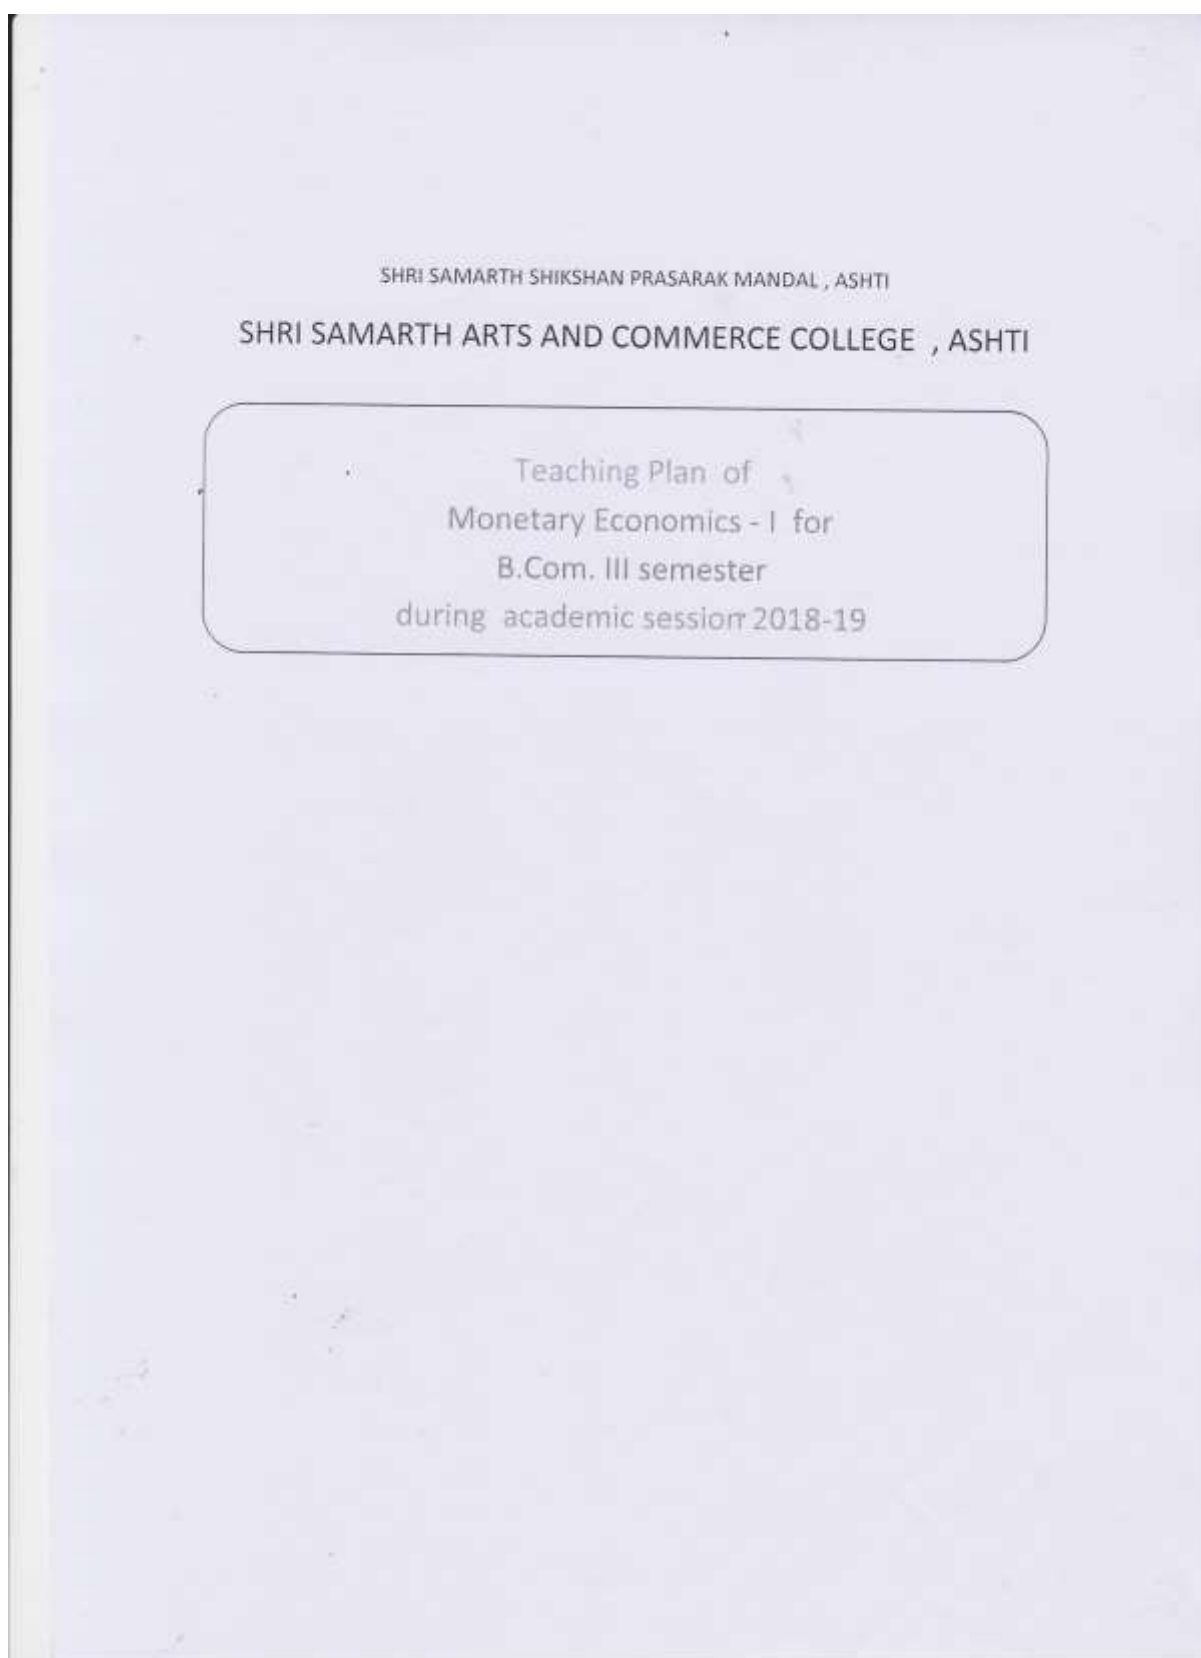 SHRI SAMARTH SHIKSHAN PRASARAK MANDAL , ASHTI
SHRI SAMARTH ARTS AND COMMERCE COLLEGE , ASHTI
Teaching Plan of
Monetary Economics - I for
B.Com. III semester
during academic session 2018-19